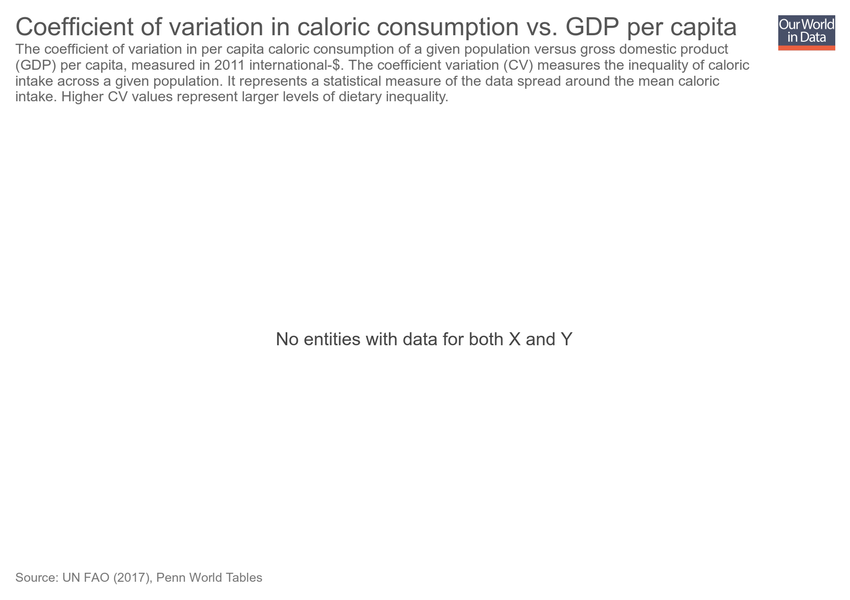 Coefficient of variation in caloric consumption vs. GDP per capita
Our World
in Data
The coefficient of variation in per capita caloric consumption of a given population versus gross domestic product
(GDP) per capita, measured in 2011 international-$. The coefficient variation (CV) measures the inequality of caloric
intake across a given population. It represents a statistical measure of the data spread around the mean caloric
intake. Higher CV values represent larger levels of dietary inequality.
No entities with data for both X and Y
Source: UN FAO (2017), Penn World Tables